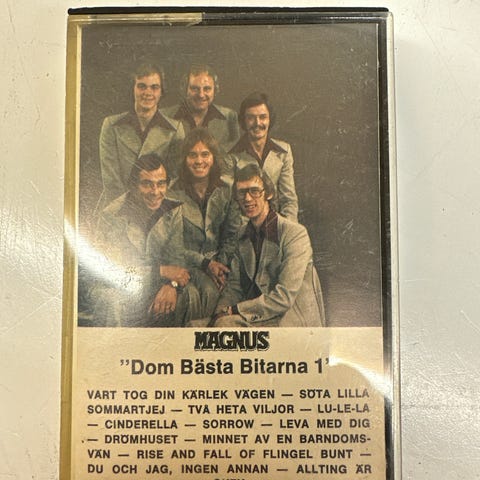 MAGNUS
"Dom Bästa Bitarna 1"
VART TOG DIN KÄRLEK VÄGEN — SÖTA LILLA
SOMMARTJEJ — TVÅ HETA VILJOR — LU-LE-LA
— CINDERELLA — SORROW — LEVA MED DIG
— DRÖMHUSET — MINNET AV EN BARNDOMS-
VÄN — RISE AND FALL OF FLINGEL BUNT —
DU OCH JAG, INGEN ANNAN — ALLTING ÄR